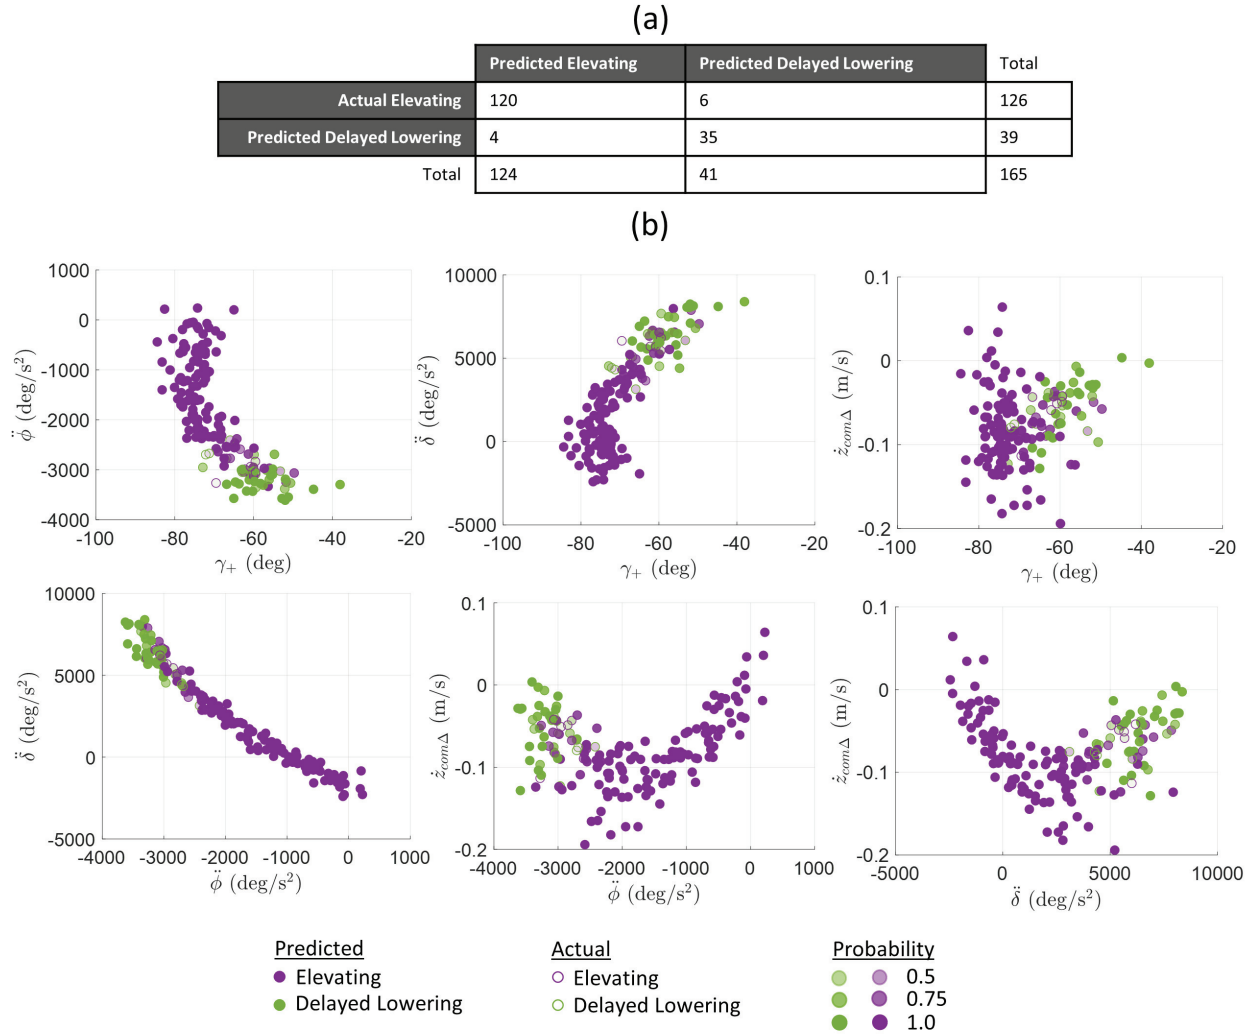 (a)
Predicted Elevating Predicted Delayed Lowering Total
Actual Elevating 120 6 126
Predicted Delayed Lowering 4 35 39
Total 124 41 165
(b)
1000
0
-1000
-2000
-3000
-4000
-100 -80 -60 -40 -20
φ̈ (deg/s²)
γ₊ (deg)
10000
5000
0
-5000
-100 -80 -60 -40 -20
δ̈ (deg/s²)
γ₊ (deg)
0.1
0
-0.1
-0.2
-100 -80 -60 -40 -20
ż_comΔ (m/s)
γ₊ (deg)
10000
5000
0
-5000
-4000 -3000 -2000 -1000 0 1000
δ̈ (deg/s²)
φ̈ (deg/s²)
0.1
0
-0.1
-0.2
-4000 -3000 -2000 -1000 0 1000
ż_comΔ (m/s)
φ̈ (deg/s²)
0.1
0
-0.1
-0.2
-5000 0 5000 10000
ż_comΔ (m/s)
δ̈ (deg/s²)
Predicted
Elevating
Delayed Lowering
Actual
Elevating
Delayed Lowering
Probability
0.5
0.75
1.0